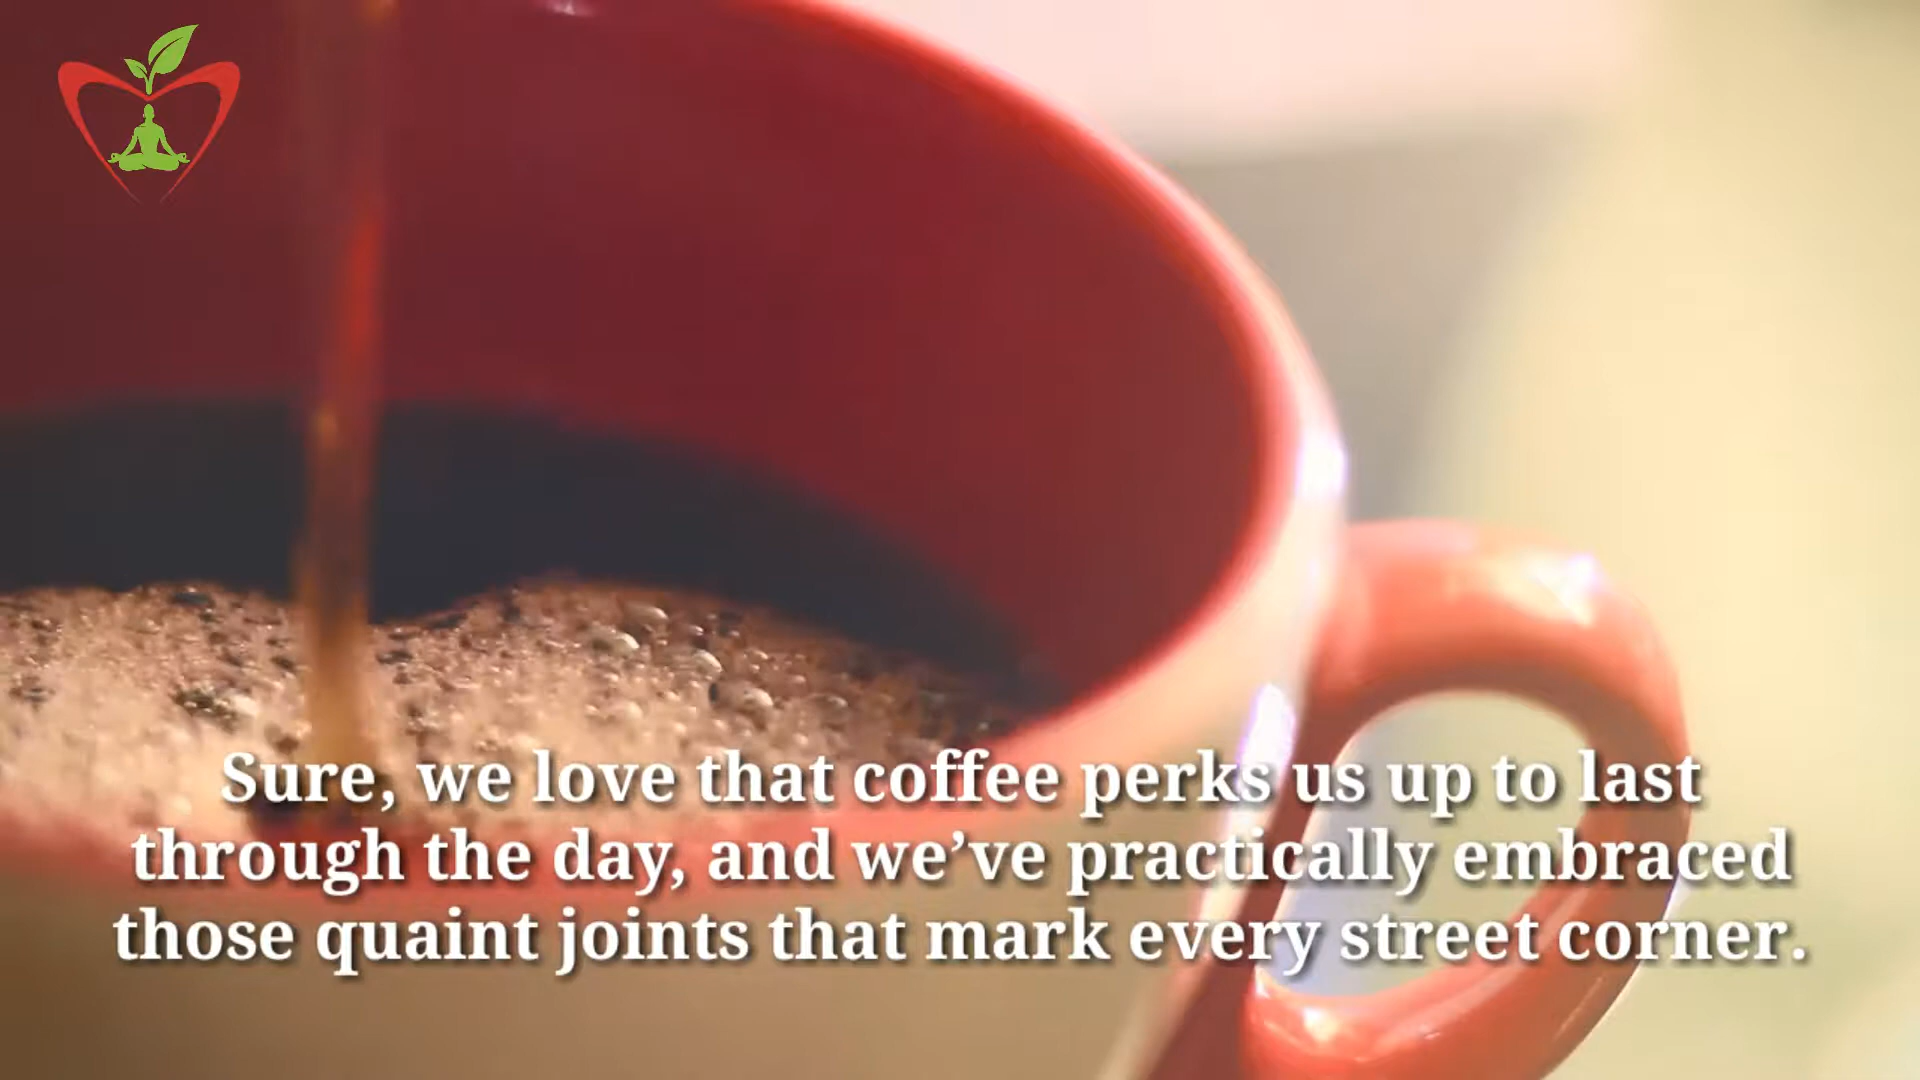 Sure, we love that coffee perks us up to last
through the day, and we’ve practically embraced
those quaint joints that mark every street corner.